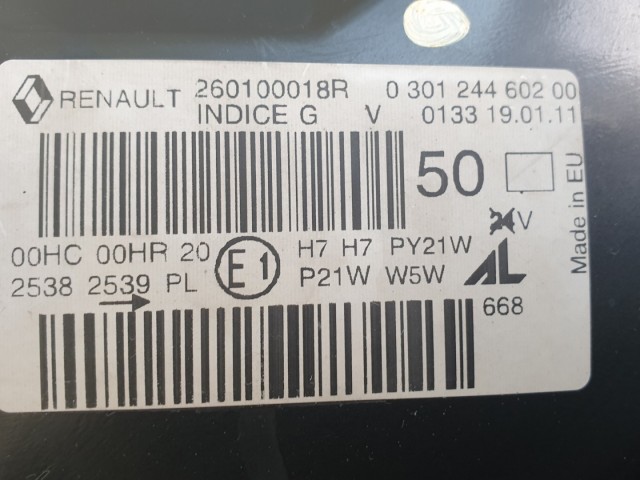 RENAULT 260100018R 0 301 244 602 00
INDICE G V 0133 19.01.11
50
24 V
00HC 00HR 20 E1 H7 H7 PY21W AL
2538 2539 PL P21W W5W
668
Made in EU